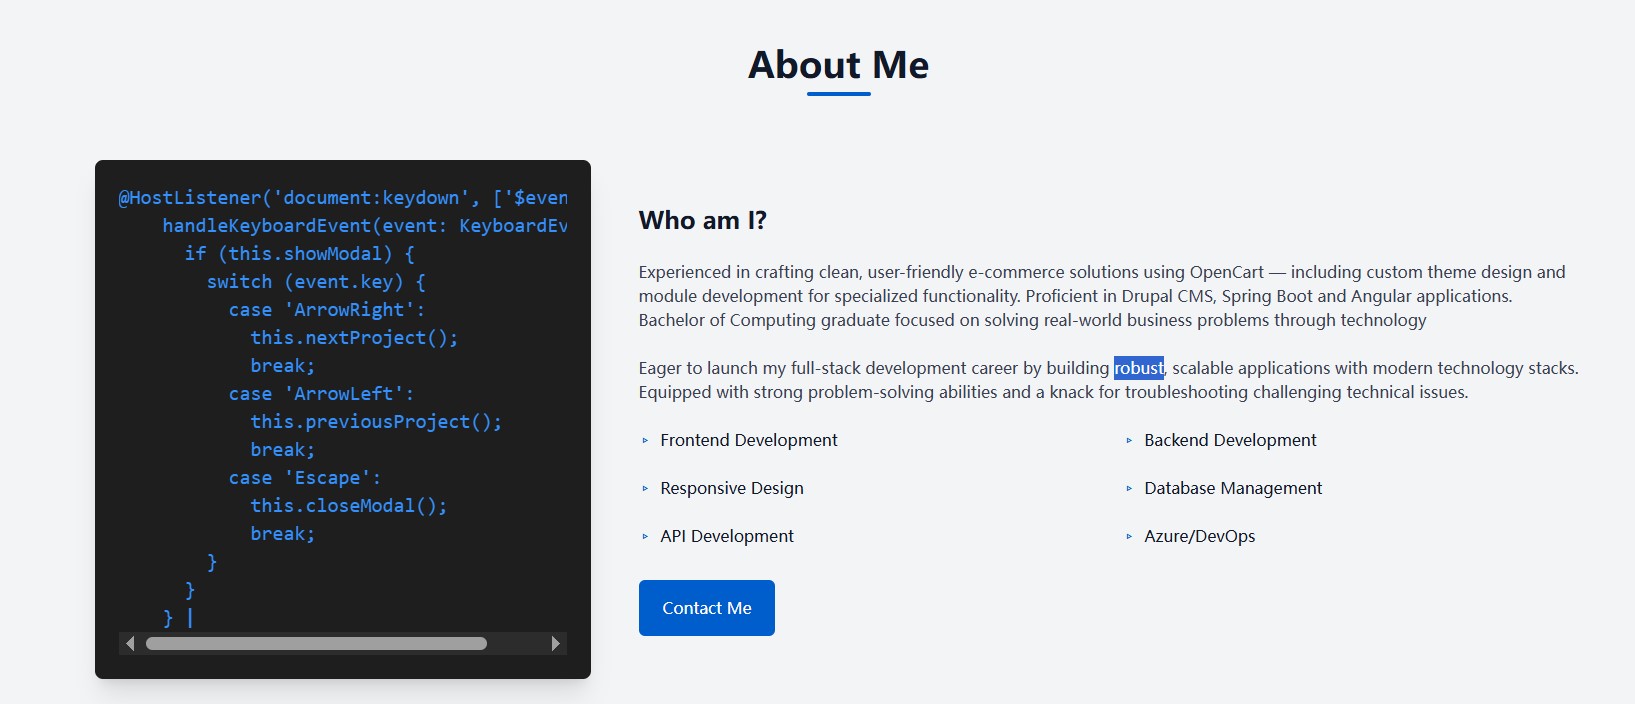 About Me
@HostListener('document:keydown', ['$even
handleKeyboardEvent(event: KeyboardEv
if (this.showModal) {
switch (event.key) {
case 'ArrowRight':
this.nextProject();
break;
case 'ArrowLeft':
this.previousProject();
break;
case 'Escape':
this.closeModal();
break;
}
}
} |
Who am I?
Experienced in crafting clean, user-friendly e-commerce solutions using OpenCart — including custom theme design and
module development for specialized functionality. Proficient in Drupal CMS, Spring Boot and Angular applications.
Bachelor of Computing graduate focused on solving real-world business problems through technology
Eager to launch my full-stack development career by building robust, scalable applications with modern technology stacks.
Equipped with strong problem-solving abilities and a knack for troubleshooting challenging technical issues.
Frontend Development
Backend Development
Responsive Design
Database Management
API Development
Azure/DevOps
Contact Me